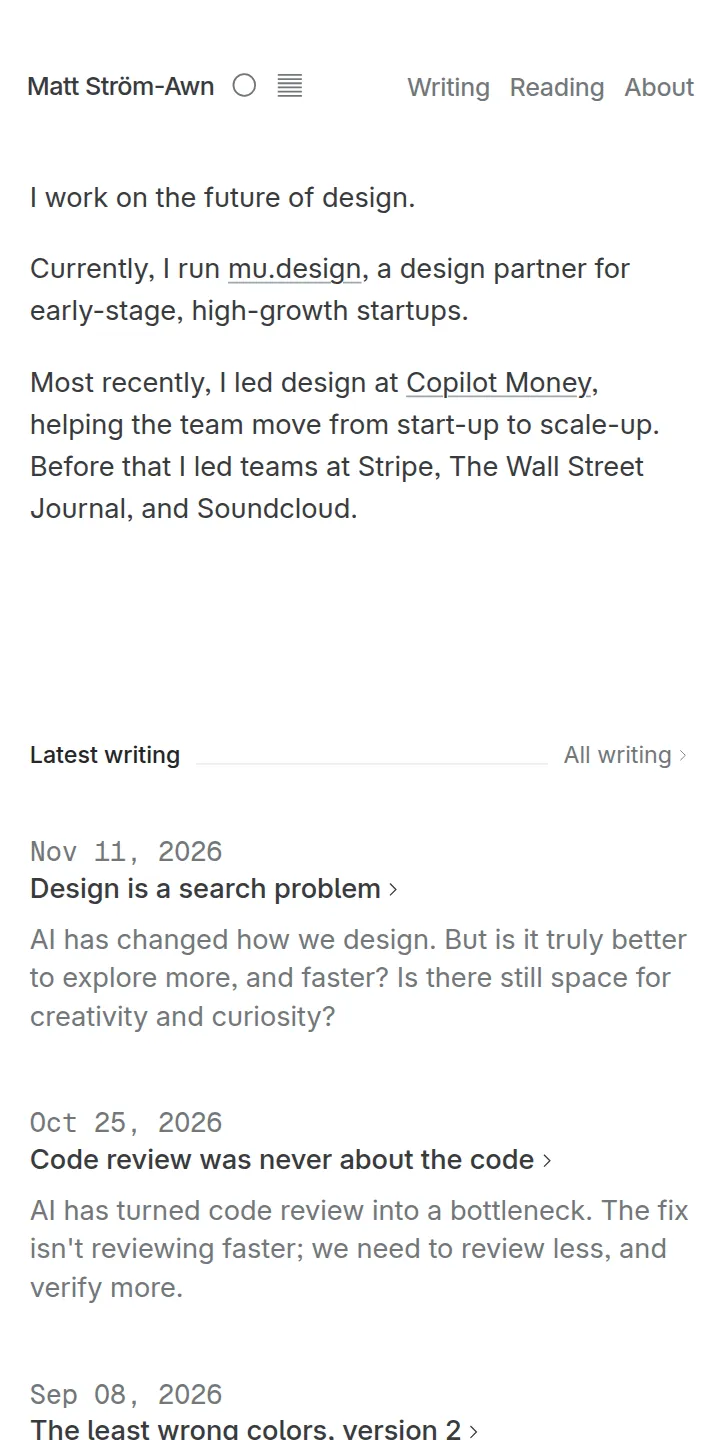 Matt Ström-Awn
Writing Reading About
I work on the future of design.
Currently, I run mu.design, a design partner for
early-stage, high-growth startups.
Most recently, I led design at Copilot Money,
helping the team move from start-up to scale-up.
Before that I led teams at Stripe, The Wall Street
Journal, and Soundcloud.
Latest writing
All writing ›
Nov 11, 2026
Design is a search problem ›
AI has changed how we design. But is it truly better
to explore more, and faster? Is there still space for
creativity and curiosity?
Oct 25, 2026
Code review was never about the code ›
AI has turned code review into a bottleneck. The fix
isn't reviewing faster; we need to review less, and
verify more.
Sep 08, 2026
The least wrong colors, version 2 ›